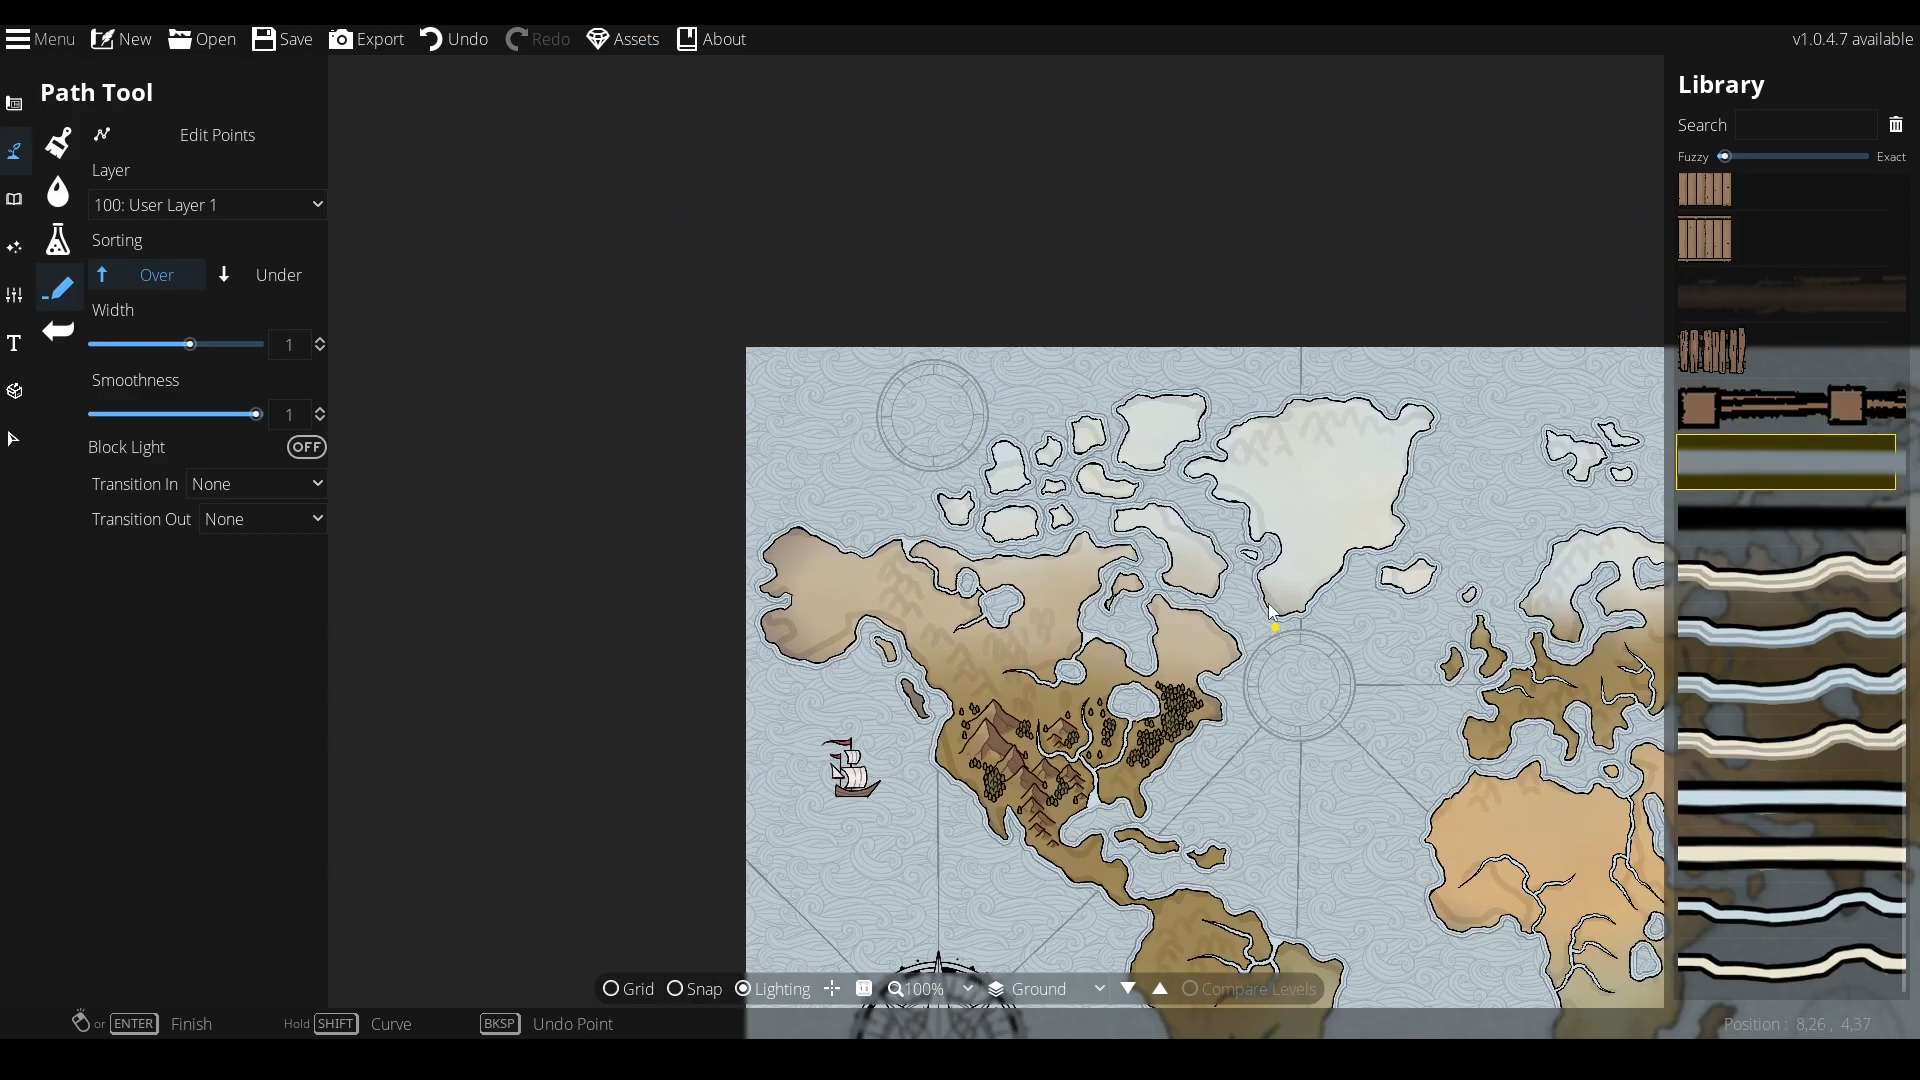 Menu New Open Save Export Undo Redo Assets About v1.0.4.7 available
Path Tool
Edit Points
Layer
100: User Layer 1
Sorting
Over Under
Width
1
Smoothness
1
Block Light OFF
Transition In None
Transition Out None
Library
Search
Fuzzy Exact
Grid Snap Lighting 100% Ground Compare Levels
or ENTER Finish Hold SHIFT Curve BKSP Undo Point Position : 8,26 , 4,37